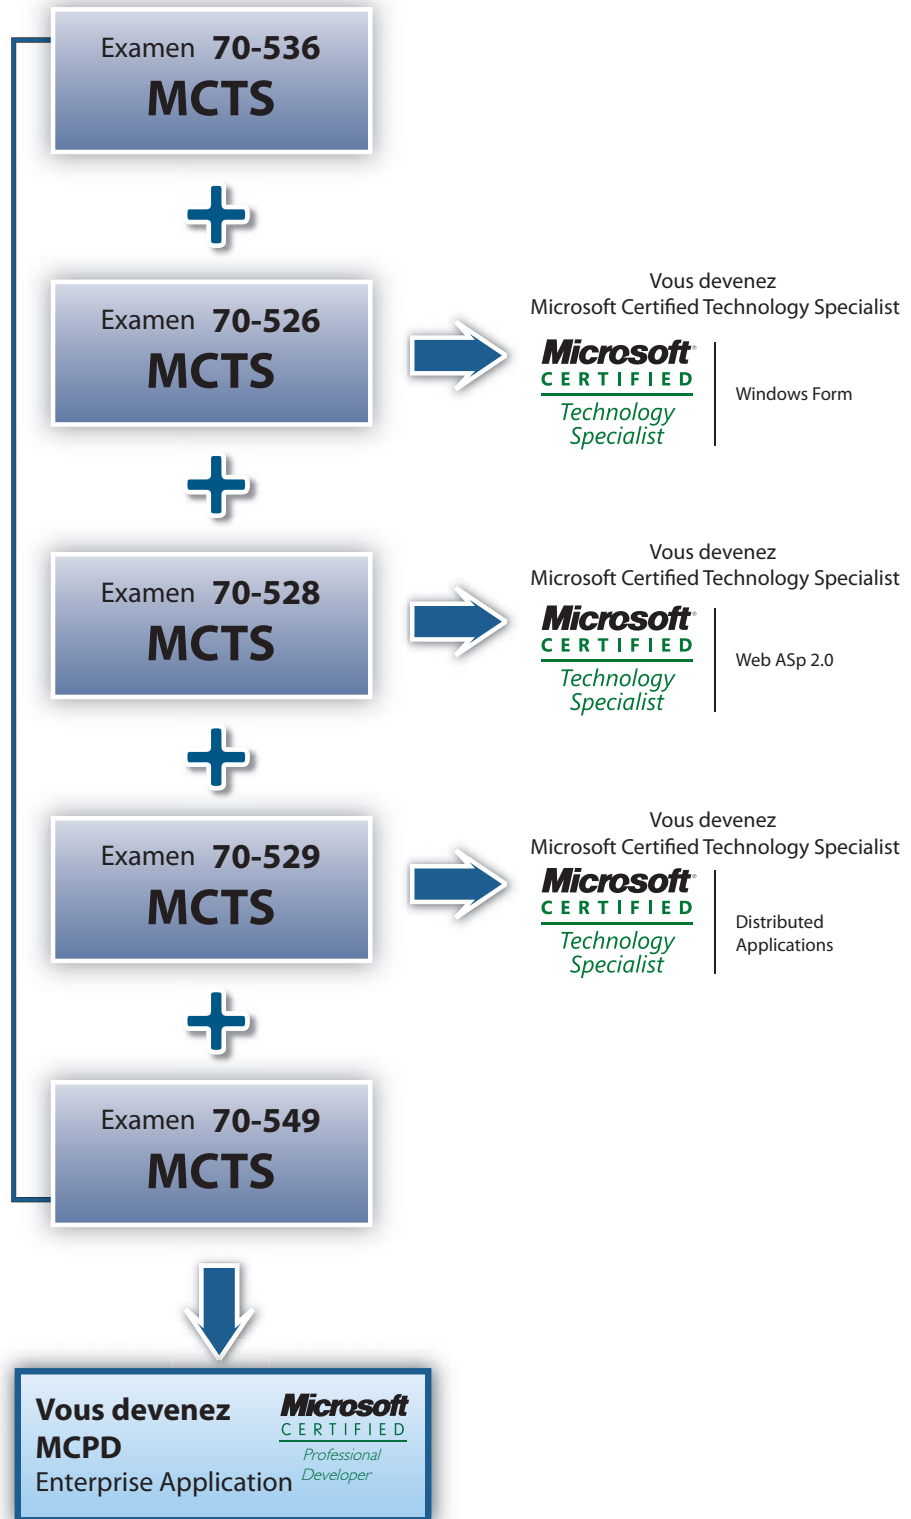 Examen 70-536
MCTS
Examen 70-526
MCTS
Vous devenez
Microsoft Certified Technology Specialist
Microsoft®
CERTIFIED
Technology
Specialist
Windows Form
Examen 70-528
MCTS
Vous devenez
Microsoft Certified Technology Specialist
Microsoft®
CERTIFIED
Technology
Specialist
Web ASp 2.0
Examen 70-529
MCTS
Vous devenez
Microsoft Certified Technology Specialist
Microsoft®
CERTIFIED
Technology
Specialist
Distributed
Applications
Examen 70-549
MCTS
Vous devenez
MCPD
Enterprise Application
Microsoft
CERTIFIED
Professional
Developer